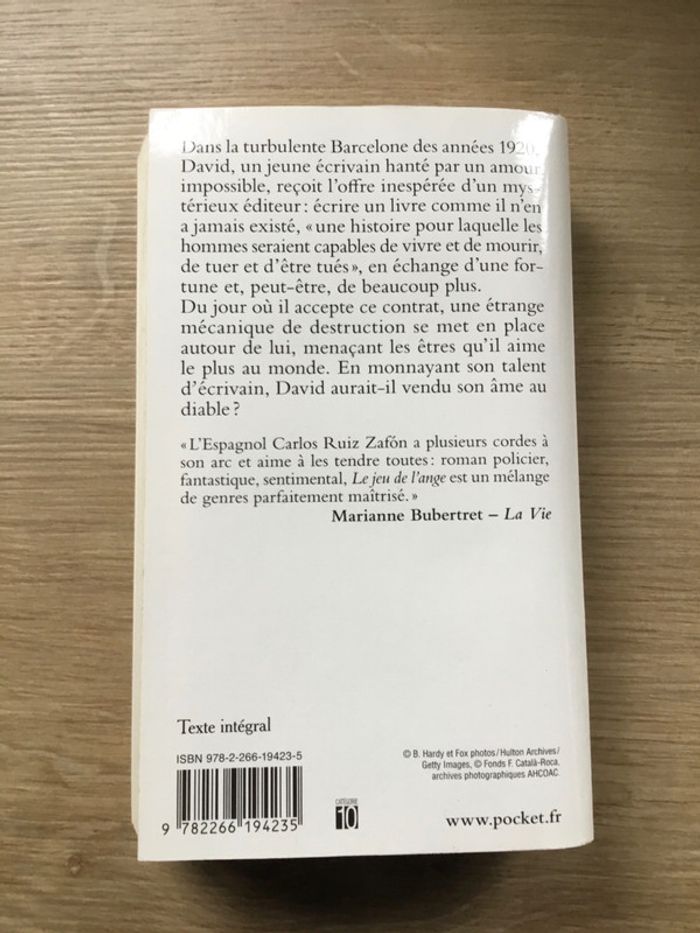 Dans la turbulente Barcelone des années 1920,
David, un jeune écrivain hanté par un amour
impossible, reçoit l'offre inespérée d'un mys-
térieux éditeur : écrire un livre comme il n'en
a jamais existé, « une histoire pour laquelle les
hommes seraient capables de vivre et de mourir,
de tuer et d'être tués », en échange d'une for-
tune et, peut-être, de beaucoup plus.
Du jour où il accepte ce contrat, une étrange
mécanique de destruction se met en place
autour de lui, menaçant les êtres qu'il aime
le plus au monde. En monnayant son talent
d'écrivain, David aurait-il vendu son âme au
diable ?
« L'Espagnol Carlos Ruiz Zafón a plusieurs cordes à
son arc et aime à les tendre toutes : roman policier,
fantastique, sentimental, Le jeu de l'ange est un mélange
de genres parfaitement maîtrisé. »
Marianne Bubertret – La Vie
Texte intégral
ISBN 978-2-266-19423-5
9 782266 194235
CATÉGORIE
10
© B. Hardy et Fox photos/Hulton Archives/
Getty Images, © Fonds F. Català-Roca.
archives photographiques AHCOAC.
www.pocket.fr